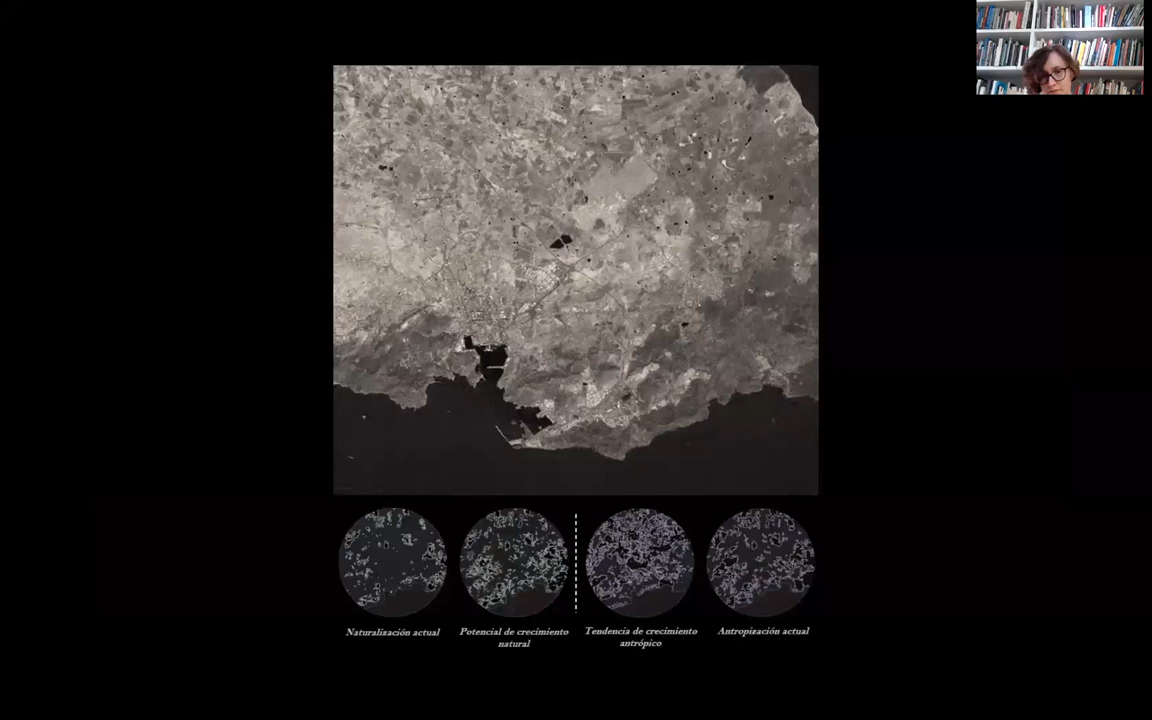 Naturalización actual
Potencial de crecimiento
natural
Tendencia de crecimiento
antrópico
Antropización actual